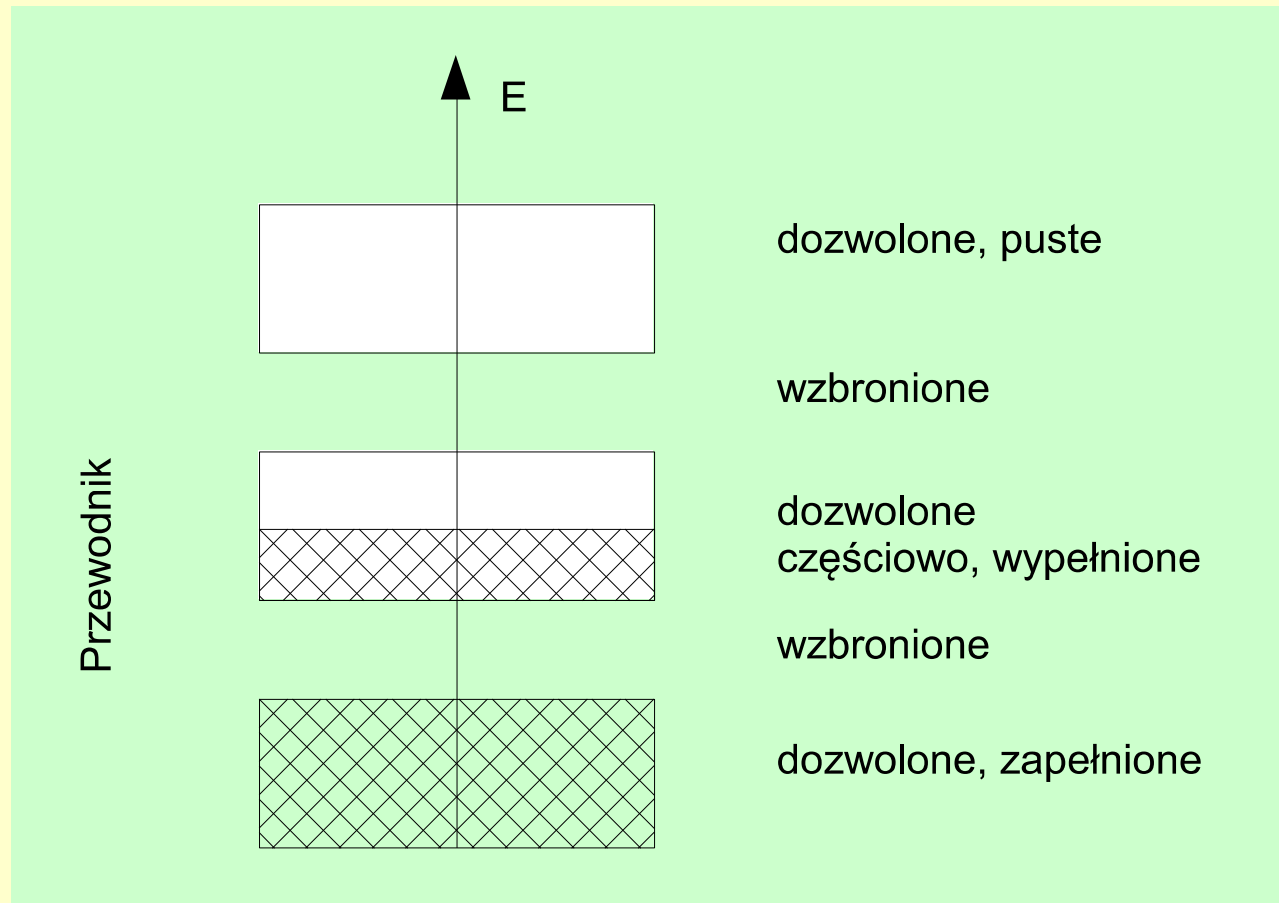 E
dozwolone, puste
wzbronione
Przewodnik
dozwolone
częściowo, wypełnione
wzbronione
dozwolone, zapełnione